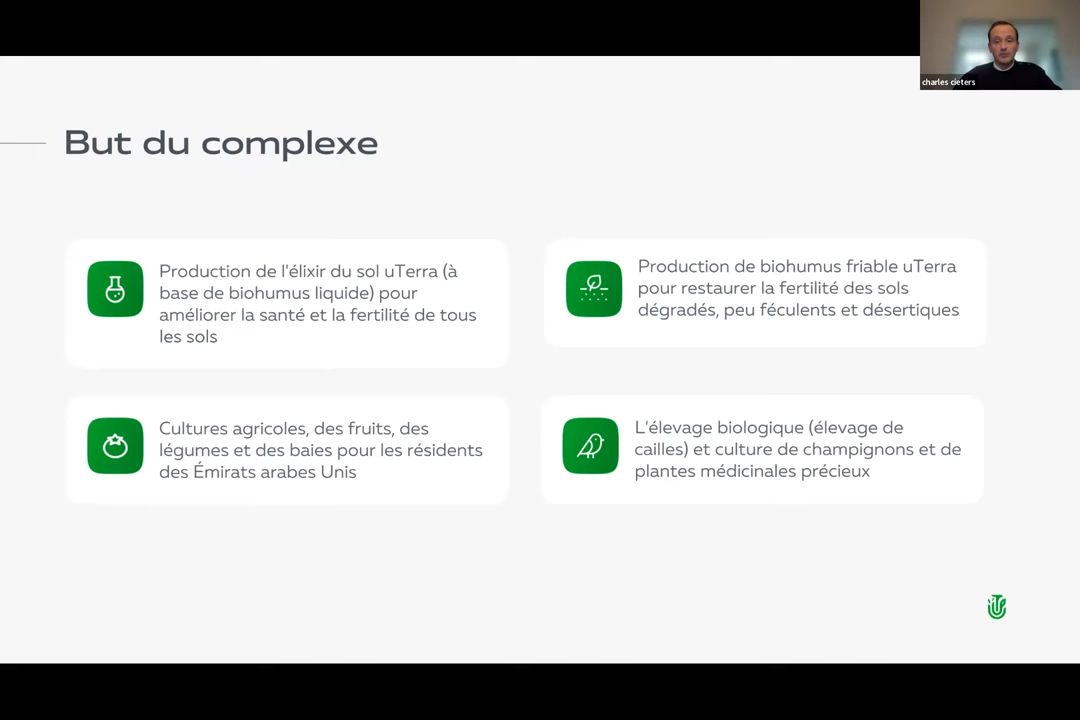 charles cieters
But du complexe
Production de l'élixir du sol uTerra (à
base de biohumus liquide) pour
améliorer la santé et la fertilité de tous
les sols
Production de biohumus friable uTerra
pour restaurer la fertilité des sols
dégradés, peu féculents et désertiques
Cultures agricoles, des fruits, des
légumes et des baies pour les résidents
des Émirats arabes Unis
L'élevage biologique (élevage de
cailles) et culture de champignons et de
plantes médicinales précieux